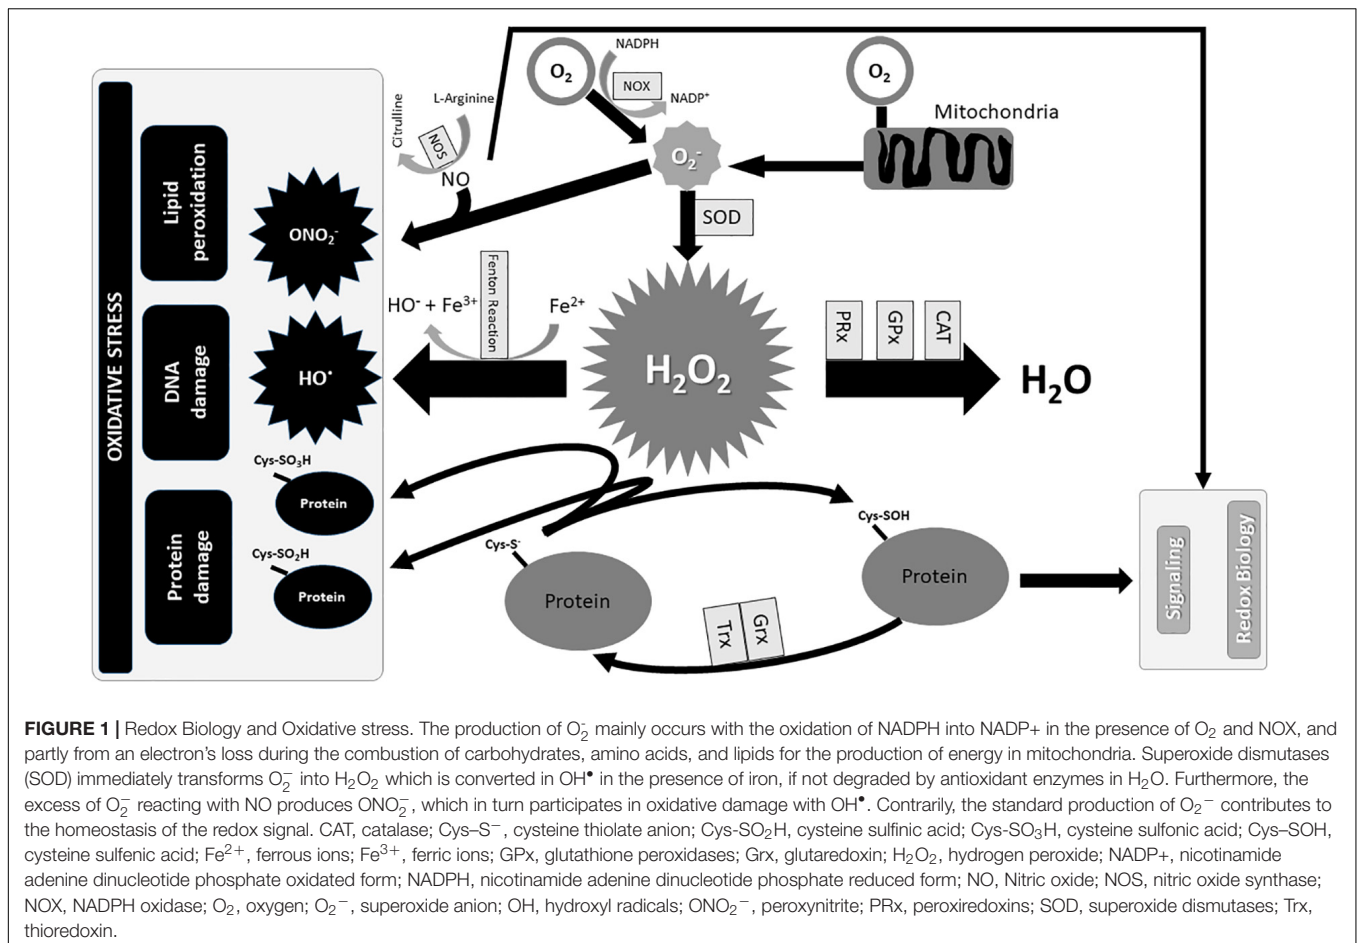 NADPH
O₂
NOX
NADP⁺
O₂
Mitochondria
Citrulline
L-Arginine
NOS
NO
O₂⁻
SOD
OXIDATIVE STRESS
Lipid
peroxidation
ONO₂⁻
HO⁻ + Fe³⁺
Fenton Reaction
Fe²⁺
DNA
damage
HO•
H₂O₂
PRx
GPx
CAT
H₂O
Cys-SO₃H
Protein
Protein
damage
Cys-SO₂H
Protein
Cys-S⁻
Protein
Cys-SOH
Protein
Trx
Grx
Signaling
Redox Biology
FIGURE 1 | Redox Biology and Oxidative stress. The production of O₂⁻ mainly occurs with the oxidation of NADPH into NADP+ in the presence of O₂ and NOX, and
partly from an electron's loss during the combustion of carbohydrates, amino acids, and lipids for the production of energy in mitochondria. Superoxide dismutases
(SOD) immediately transforms O₂⁻ into H₂O₂ which is converted in OH• in the presence of iron, if not degraded by antioxidant enzymes in H₂O. Furthermore, the
excess of O₂⁻ reacting with NO produces ONO₂⁻, which in turn participates in oxidative damage with OH•. Contrarily, the standard production of O₂⁻ contributes to
the homeostasis of the redox signal. CAT, catalase; Cys–S⁻, cysteine thiolate anion; Cys-SO₂H, cysteine sulfinic acid; Cys-SO₃H, cysteine sulfonic acid; Cys–SOH,
cysteine sulfenic acid; Fe²⁺, ferrous ions; Fe³⁺, ferric ions; GPx, glutathione peroxidases; Grx, glutaredoxin; H₂O₂, hydrogen peroxide; NADP+, nicotinamide
adenine dinucleotide phosphate oxidated form; NADPH, nicotinamide adenine dinucleotide phosphate reduced form; NO, Nitric oxide; NOS, nitric oxide synthase;
NOX, NADPH oxidase; O₂, oxygen; O₂⁻, superoxide anion; OH, hydroxyl radicals; ONO₂⁻, peroxynitrite; PRx, peroxiredoxins; SOD, superoxide dismutases; Trx,
thioredoxin.